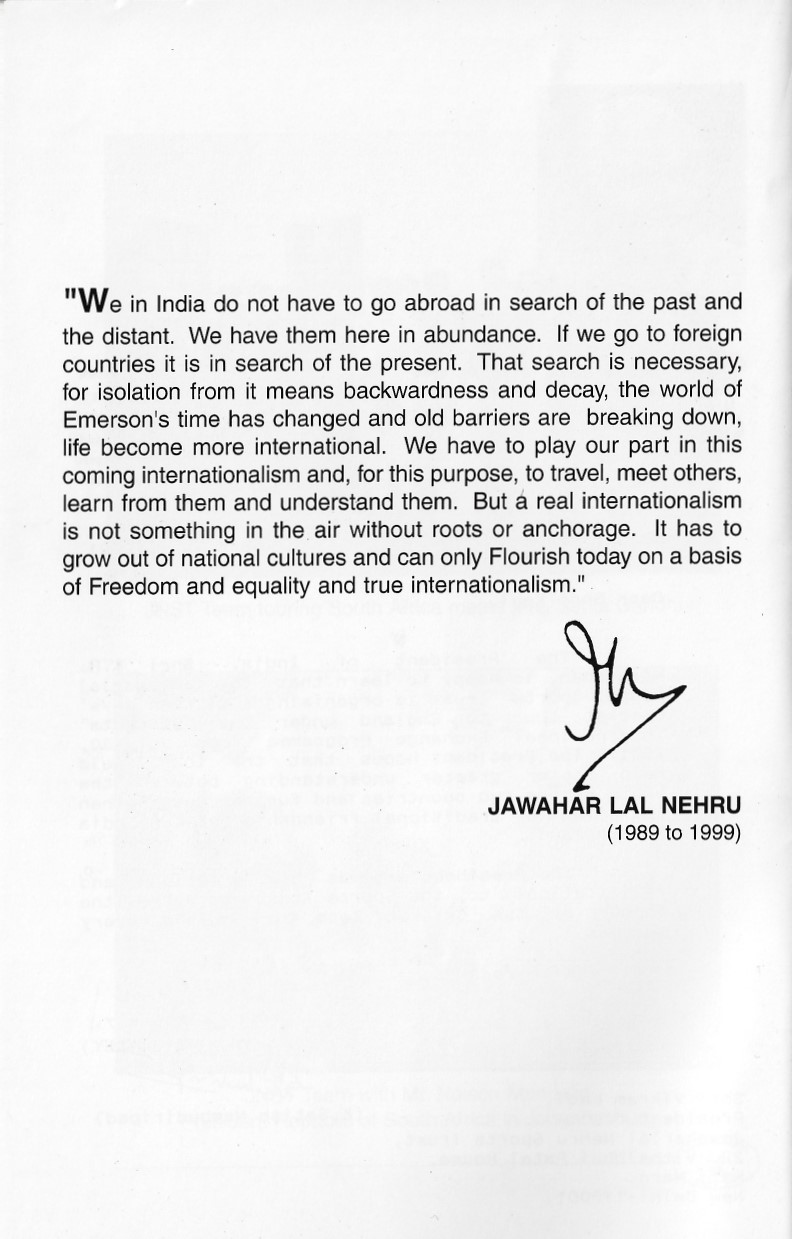 "We in India do not have to go abroad in search of the past and
the distant. We have them here in abundance. If we go to foreign
countries it is in search of the present. That search is necessary,
for isolation from it means backwardness and decay, the world of
Emerson's time has changed and old barriers are breaking down,
life become more international. We have to play our part in this
coming internationalism and, for this purpose, to travel, meet others,
learn from them and understand them. But a real internationalism
is not something in the air without roots or anchorage. It has to
grow out of national cultures and can only Flourish today on a basis
of Freedom and equality and true internationalism."
JAWAHAR LAL NEHRU
(1989 to 1999)